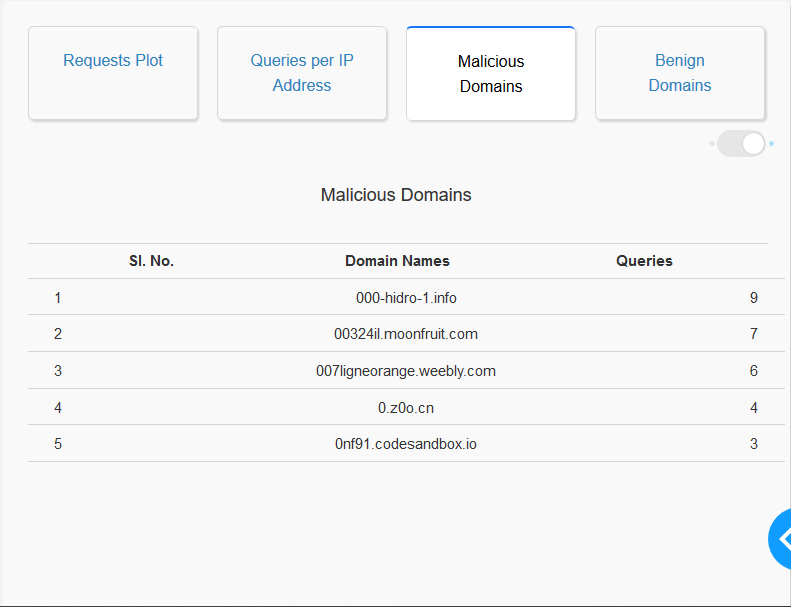 Requests Plot
Queries per IP
Address
Malicious
Domains
Benign
Domains
Malicious Domains
Sl. No. Domain Names Queries
1 000-hidro-1.info 9
2 00324il.moonfruit.com 7
3 007ligneorange.weebly.com 6
4 0.z0o.cn 4
5 0nf91.codesandbox.io 3